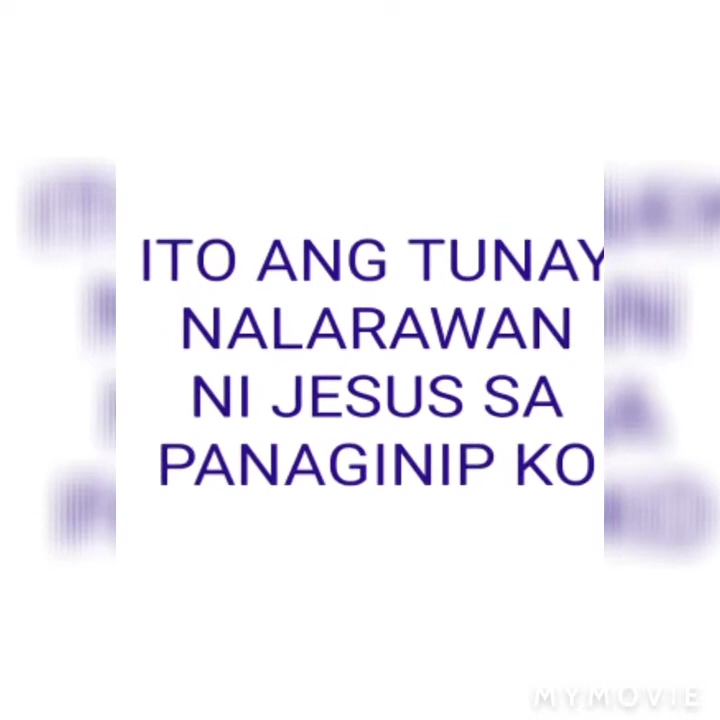 ITO ANG TUNAY
NALARAWAN
NI JESUS SA
PANAGINIP KO
MYMOVIE